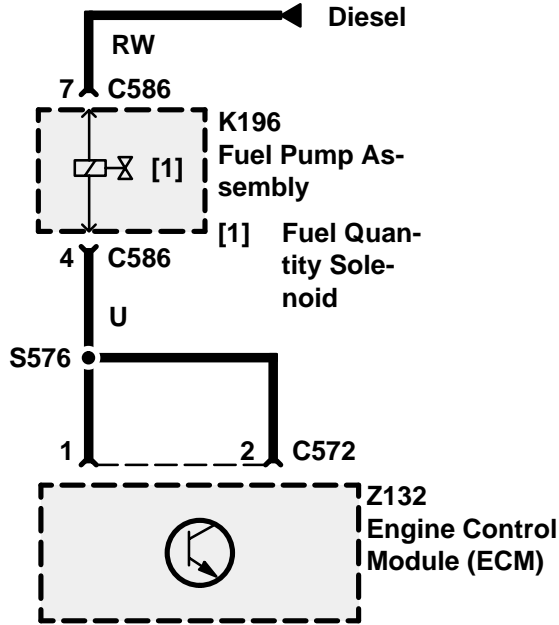 Diesel
RW
7 C586
K196
Fuel Pump As-
sembly
[1]
[1] Fuel Quan-
tity Sole-
noid
4 C586
U
S576
1
2 C572
Z132
Engine Control
Module (ECM)